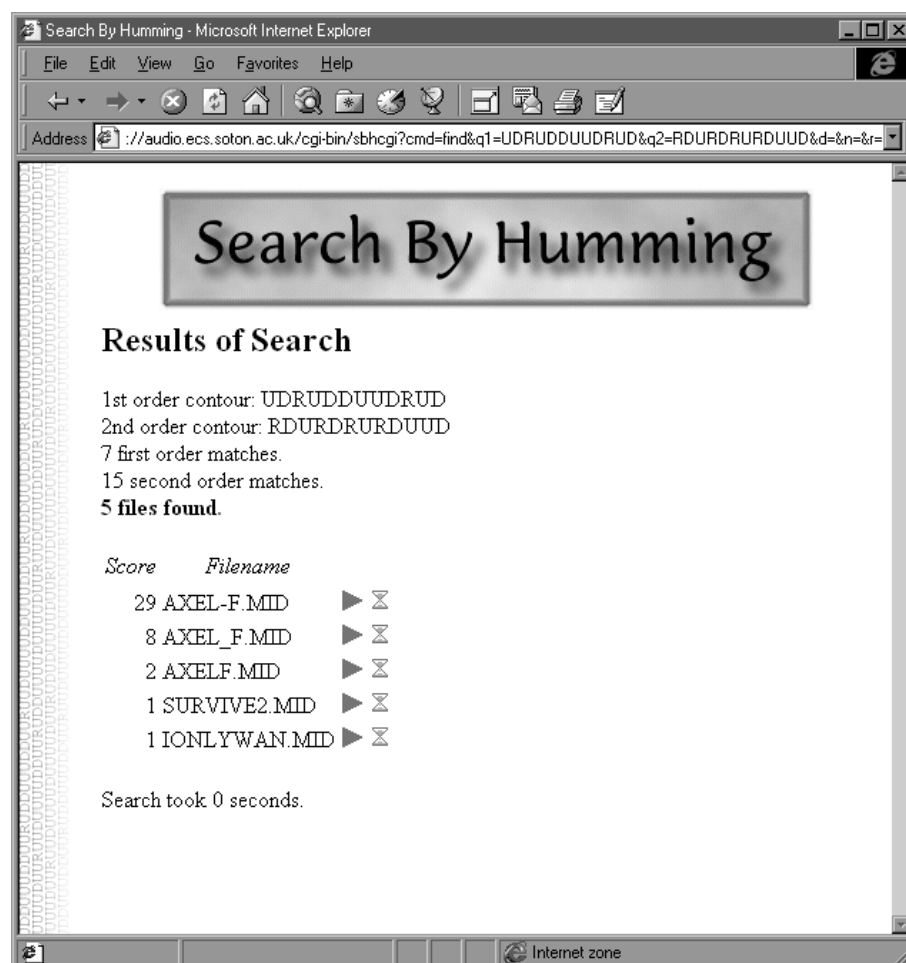 Search By Humming - Microsoft Internet Explorer
File Edit View Go Favorites Help
Address ://audio.ecs.soton.ac.uk/cgi-bin/sbhcgi?cmd=find&q1=UDRUDDUUDRUD&q2=RDURDRURDUUD&d=&n=&r=
Search By Humming
Results of Search
1st order contour: UDRUDDUUDRUD
2nd order contour: RDURDRURDUUD
7 first order matches.
15 second order matches.
5 files found.
Score Filename
29 AXEL-F.MID
8 AXEL_F.MID
2 AXELF.MID
1 SURVIVE2.MID
1 IONLYWAN.MID
Search took 0 seconds.
Internet zone